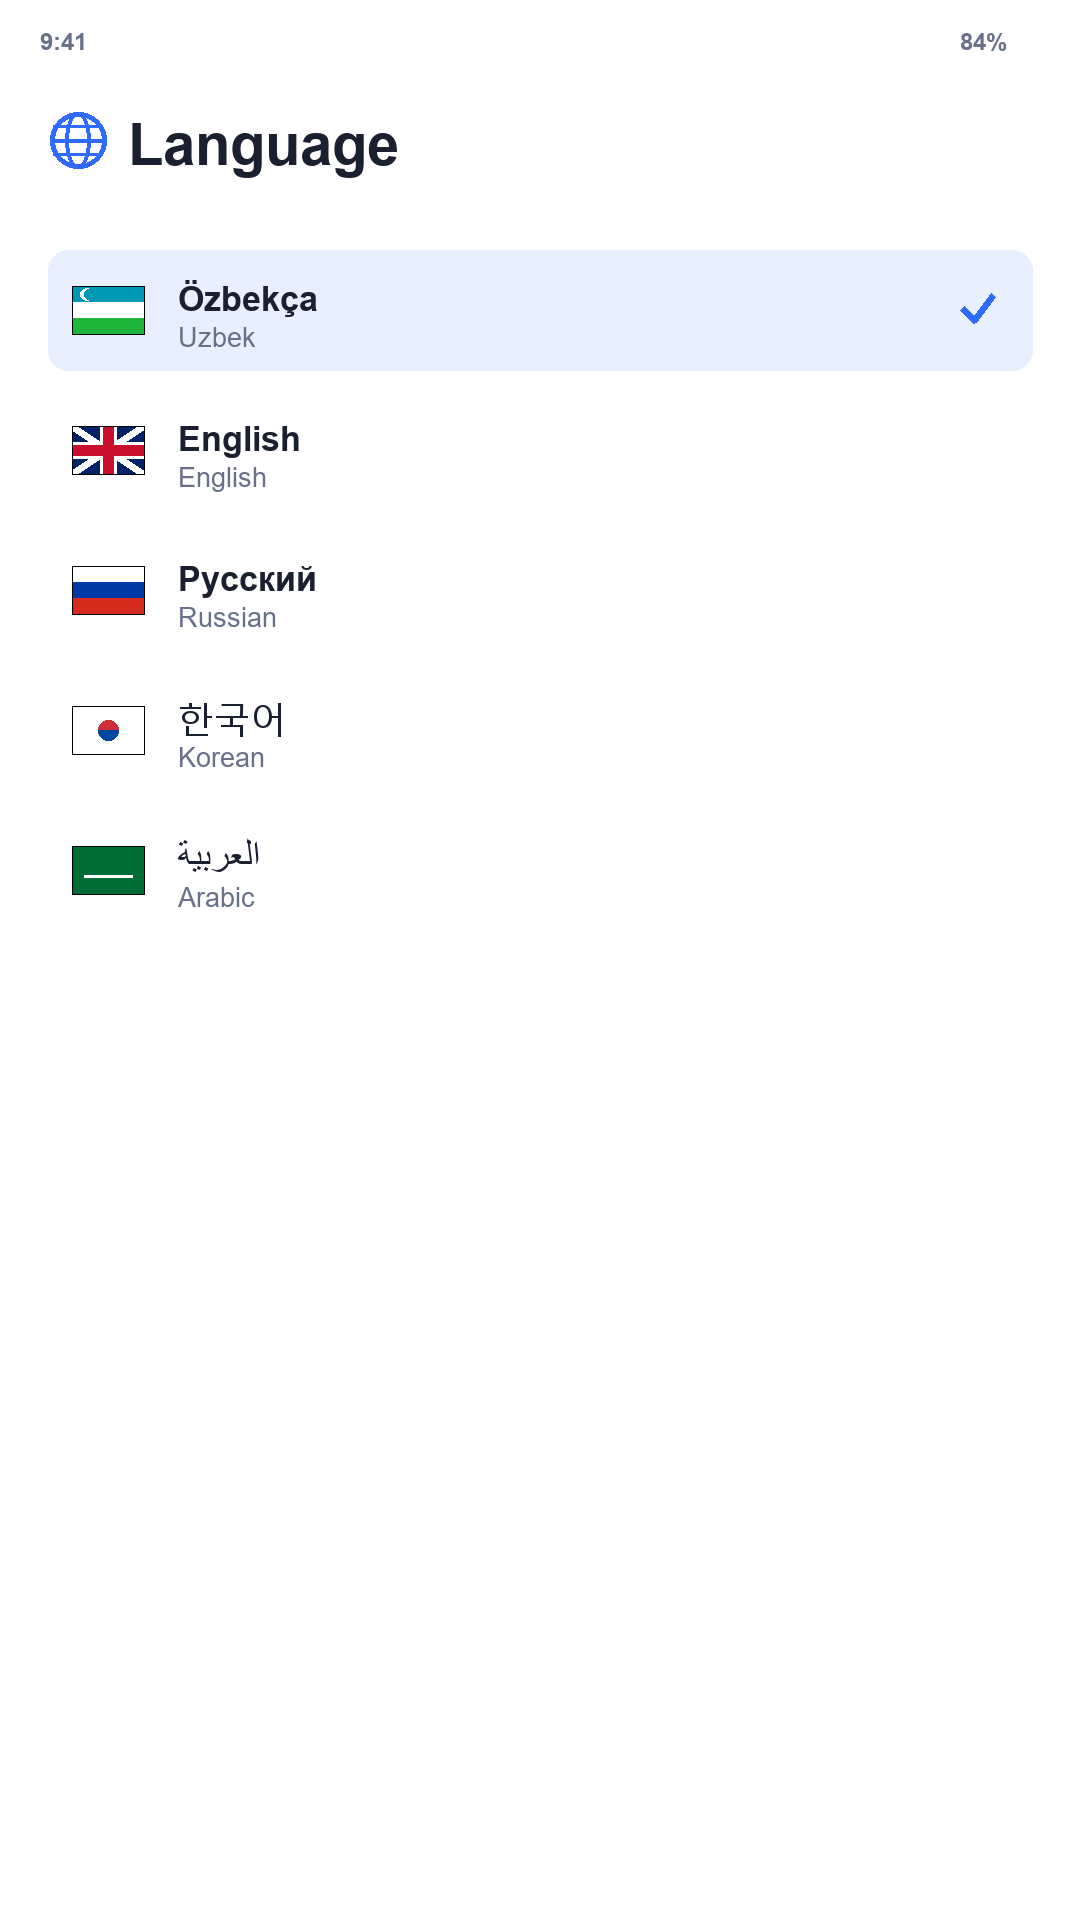 9:41 84%
Language
Özbekça
Uzbek
English
English
Русский
Russian
한국어
Korean
العربية
Arabic